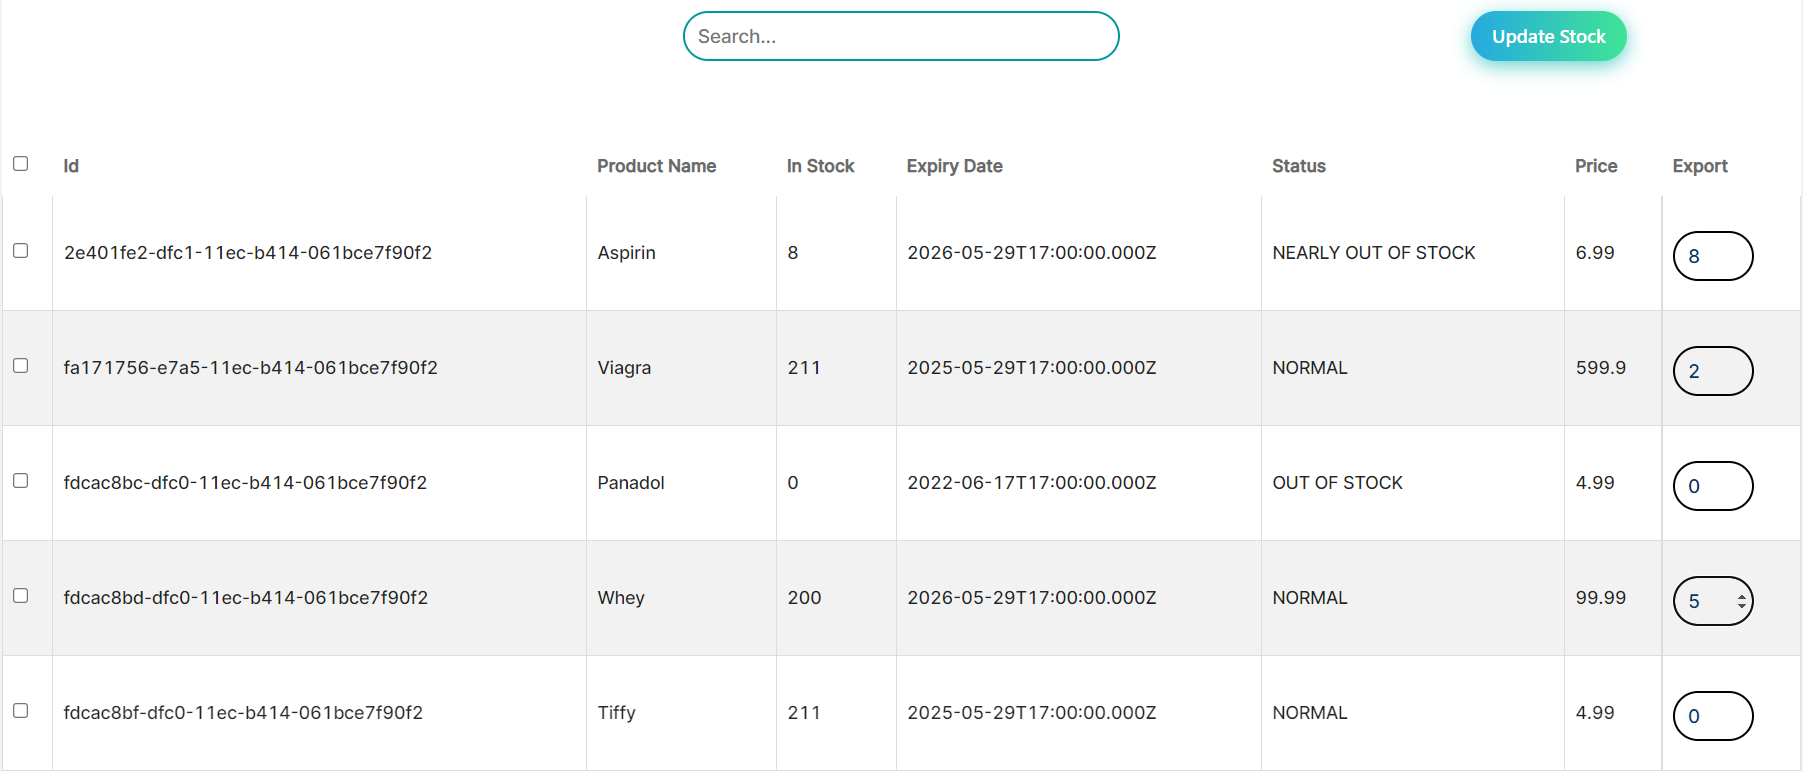 Search...
Update Stock
Id Product Name In Stock Expiry Date Status Price Export
2e401fe2-dfc1-11ec-b414-061bce7f90f2 Aspirin 8 2026-05-29T17:00:00.000Z NEARLY OUT OF STOCK 6.99 8
fa171756-e7a5-11ec-b414-061bce7f90f2 Viagra 211 2025-05-29T17:00:00.000Z NORMAL 599.9 2
fdcac8bc-dfc0-11ec-b414-061bce7f90f2 Panadol 0 2022-06-17T17:00:00.000Z OUT OF STOCK 4.99 0
fdcac8bd-dfc0-11ec-b414-061bce7f90f2 Whey 200 2026-05-29T17:00:00.000Z NORMAL 99.99 5
fdcac8bf-dfc0-11ec-b414-061bce7f90f2 Tiffy 211 2025-05-29T17:00:00.000Z NORMAL 4.99 0